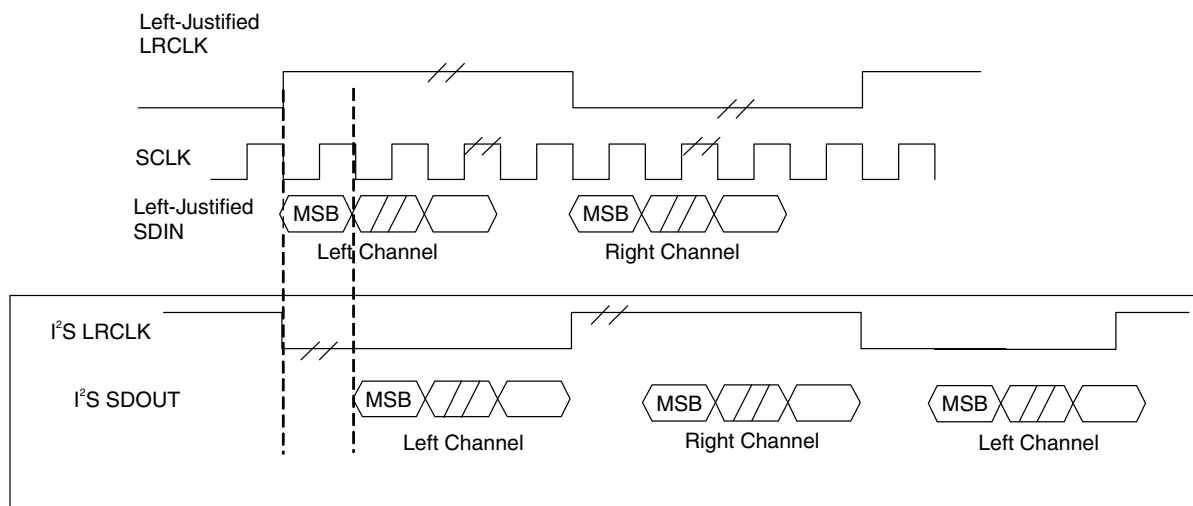 Left-Justified
LRCLK
SCLK
Left-Justified
SDIN
MSB
MSB
Left Channel
Right Channel
I²S LRCLK
I²S SDOUT
MSB
MSB
MSB
Left Channel
Right Channel
Left Channel